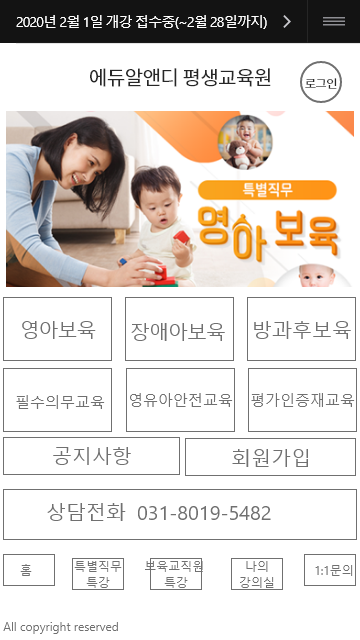 2020년 2월 1일 개강 접수중(~2월 28일까지)
에듀알앤디 평생교육원
로그인
특별직무
영아보육
영아보육
장애아보육
방과후보육
필수의무교육
영유아안전교육
평가인증재교육
공지사항
회원가입
상담전화 031-8019-5482
홈
특별직무
특강
보육교직원
특강
나의
강의실
1:1문의
All copyright reserved